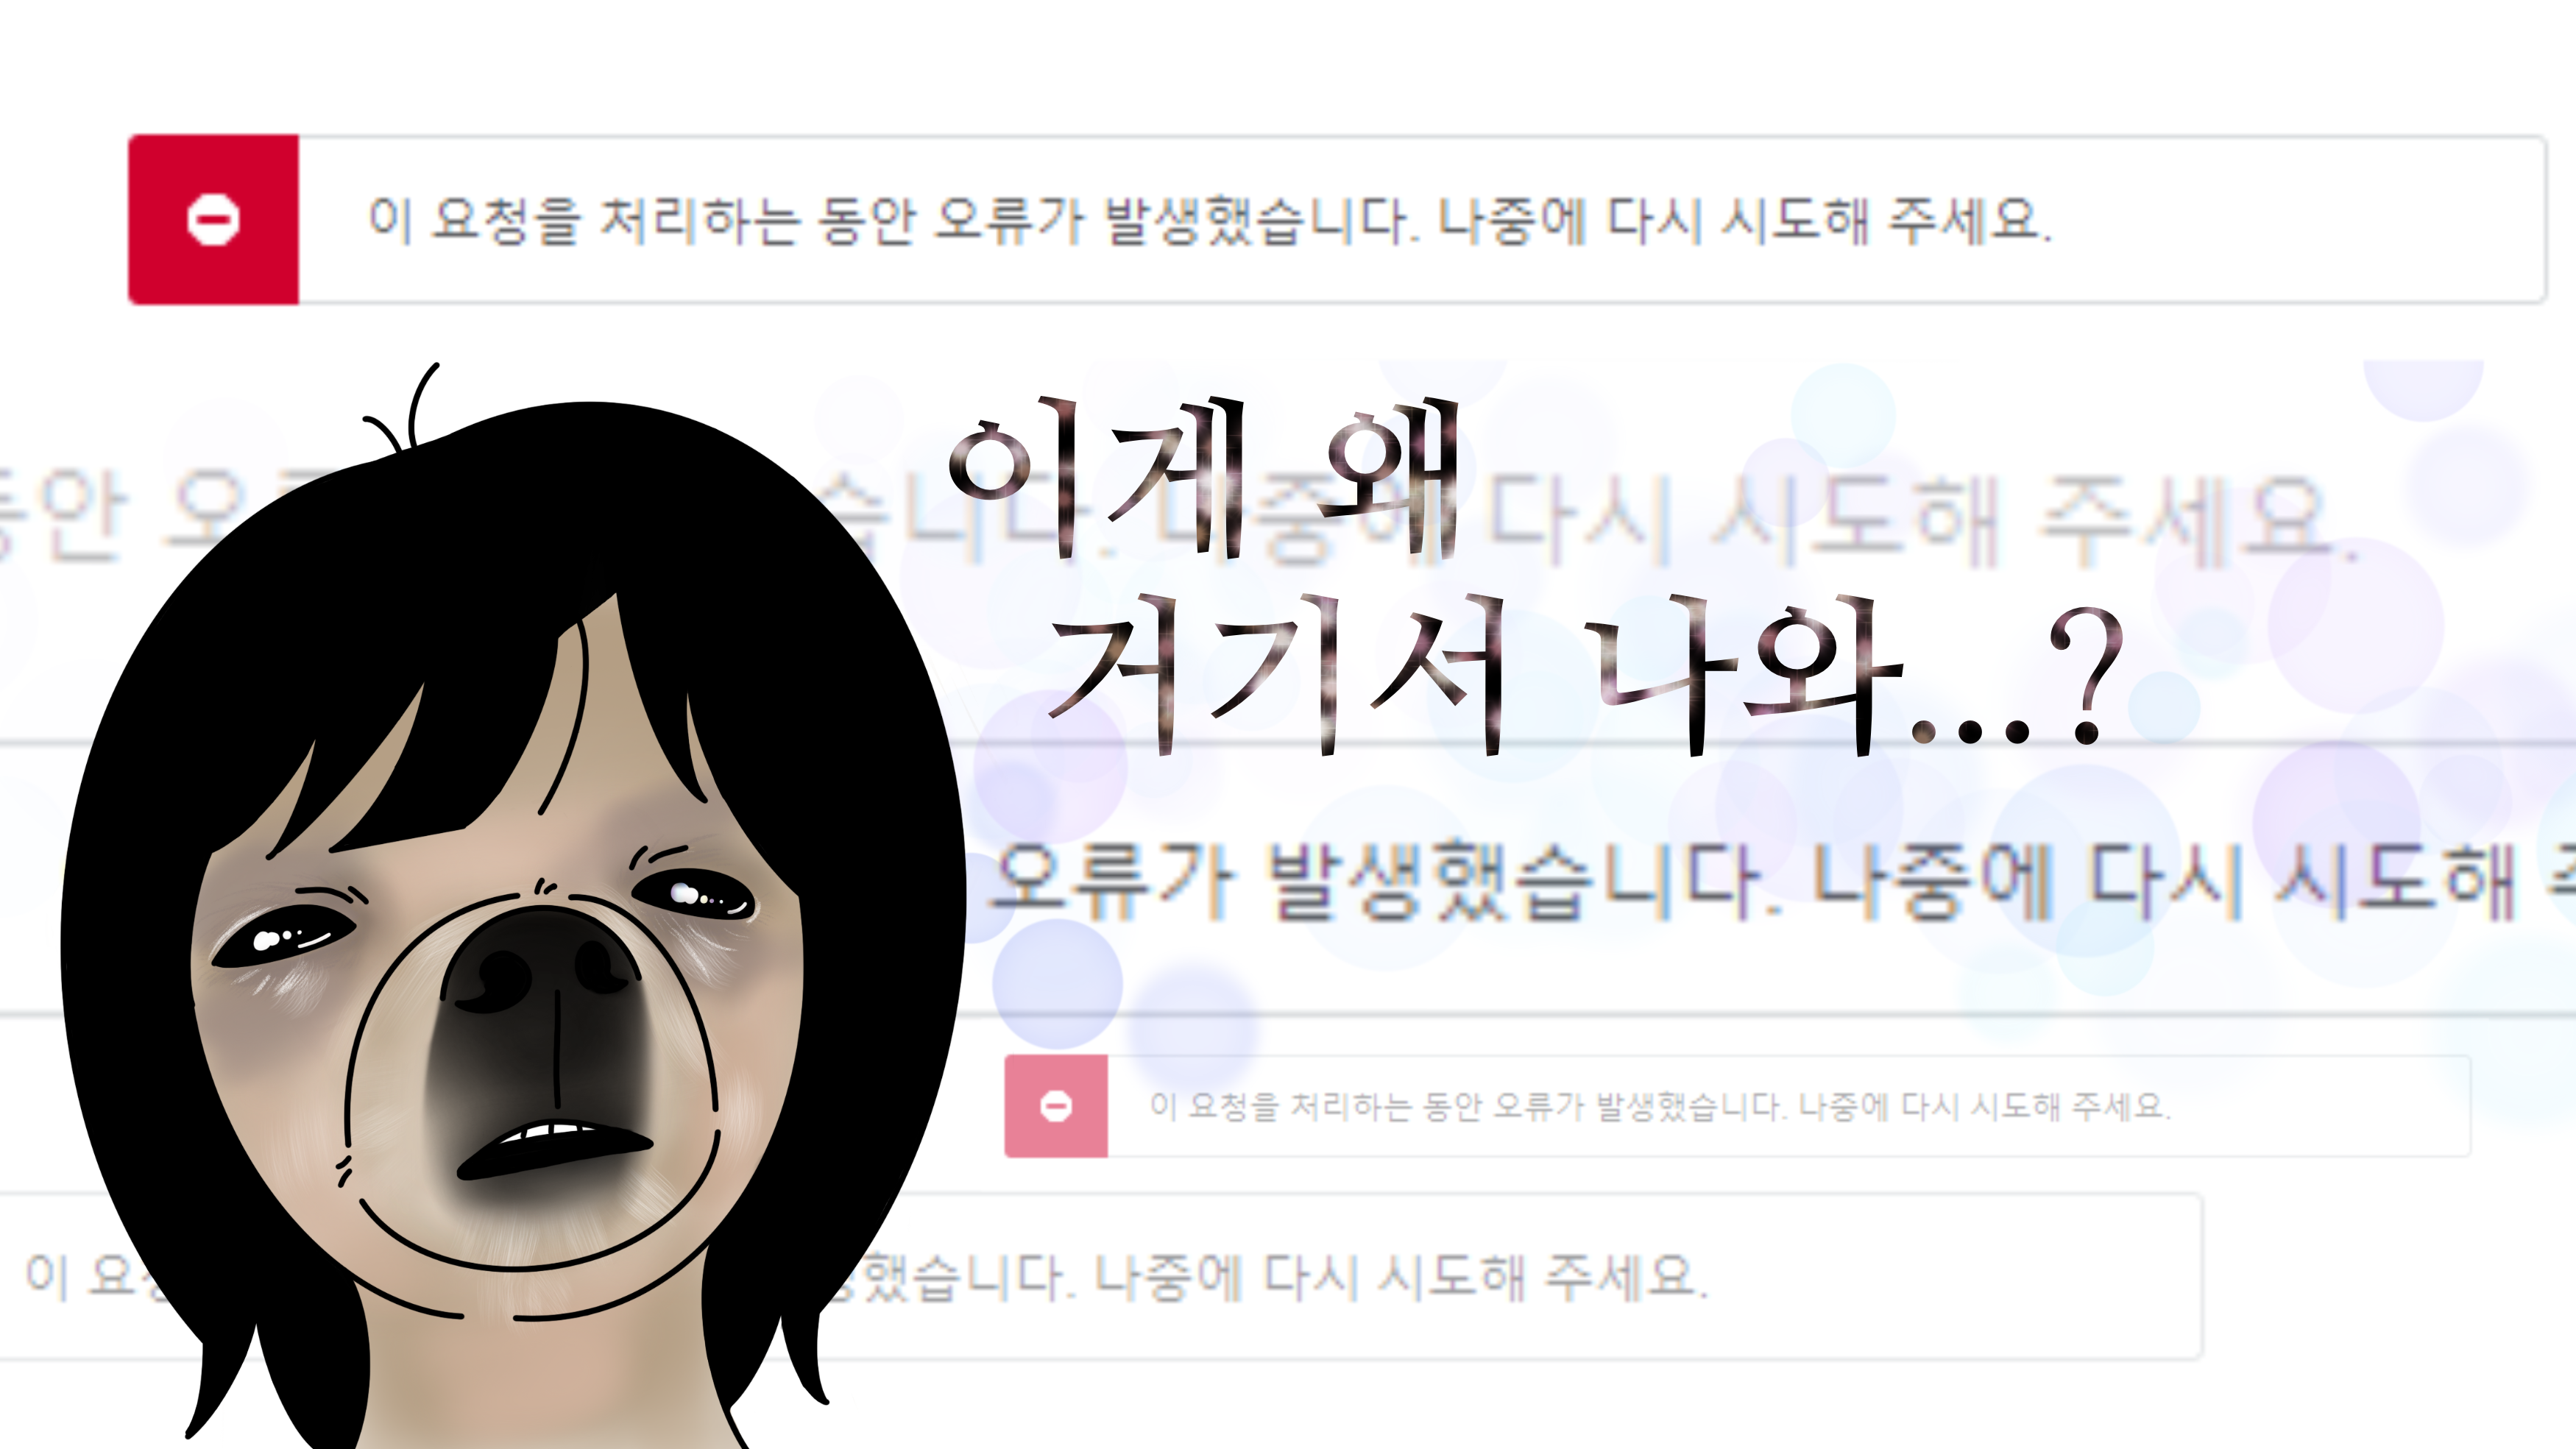 이 요청을 처리하는 동안 오류가 발생했습니다. 나중에 다시 시도해 주세요.
이게 왜
동안 오 습니다. 나중에 다시 시도해 주세요.
거기서 나와...?
오류가 발생했습니다. 나중에 다시 시도해
이 요청을 처리하는 동안 오류가 발생했습니다. 나중에 다시 시도해 주세요.
이 요 했습니다. 나중에 다시 시도해 주세요.